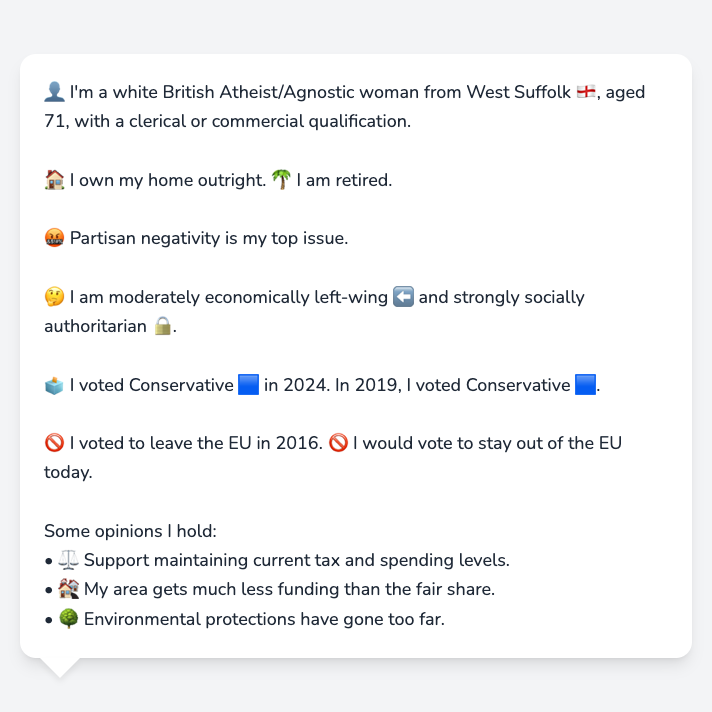 👤 I'm a white British Atheist/Agnostic woman from West Suffolk 🏴󠁧󠁢󠁥󠁮󠁧󠁿, aged
71, with a clerical or commercial qualification.
🏠 I own my home outright. 🌴 I am retired.
🤬 Partisan negativity is my top issue.
🤔 I am moderately economically left-wing ⬅️ and strongly socially
authoritarian 🔒.
🗳️ I voted Conservative 🟦 in 2024. In 2019, I voted Conservative 🟦.
🚫 I voted to leave the EU in 2016. 🚫 I would vote to stay out of the EU
today.
Some opinions I hold:
• ⚖️ Support maintaining current tax and spending levels.
• 🏚️ My area gets much less funding than the fair share.
• 🌳 Environmental protections have gone too far.